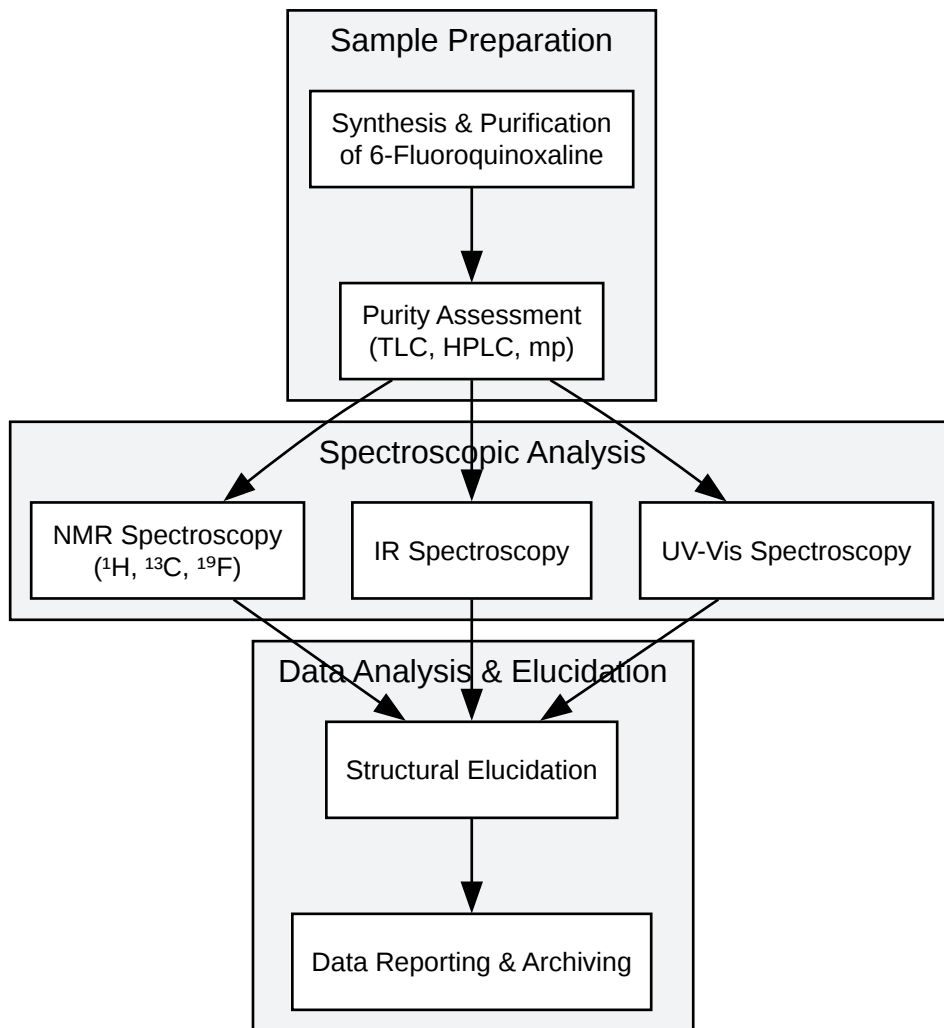 Sample Preparation
Synthesis & Purification
of 6-Fluoroquinoxaline
Purity Assessment
(TLC, HPLC, mp)
Spectroscopic Analysis
NMR Spectroscopy
(¹H, ¹³C, ¹⁹F)
IR Spectroscopy
UV-Vis Spectroscopy
Data Analysis & Elucidation
Structural Elucidation
Data Reporting & Archiving